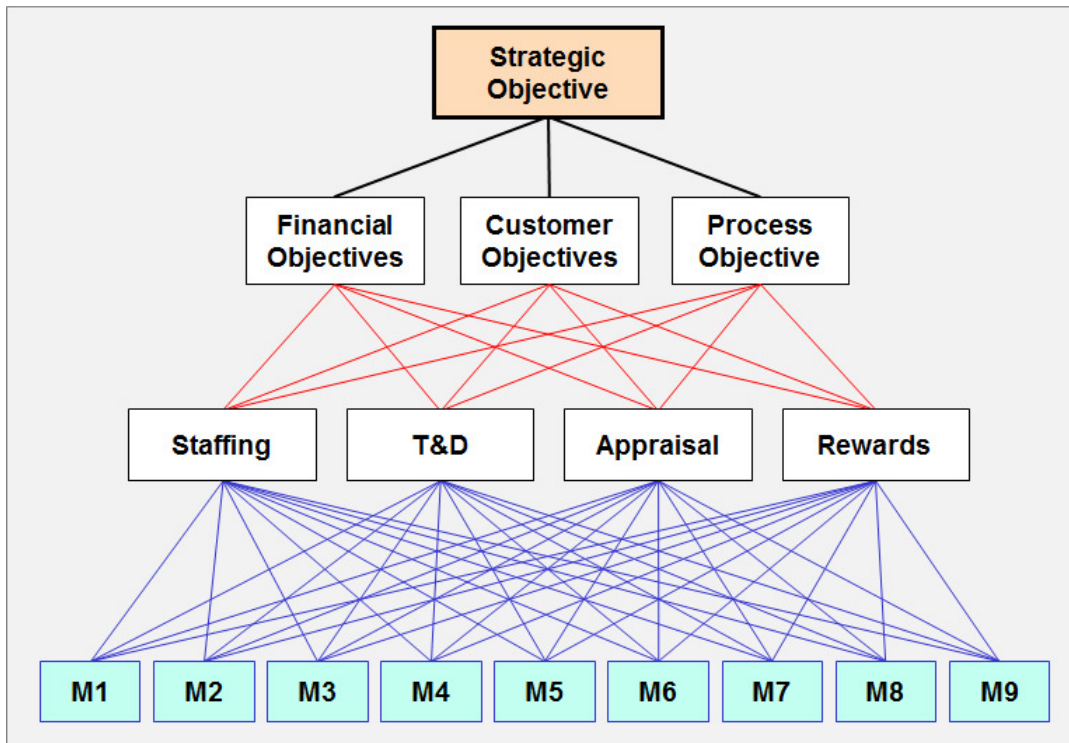 Strategic
Objective
Financial
Objectives
Customer
Objectives
Process
Objective
Staffing
T&D
Appraisal
Rewards
M1
M2
M3
M4
M5
M6
M7
M8
M9